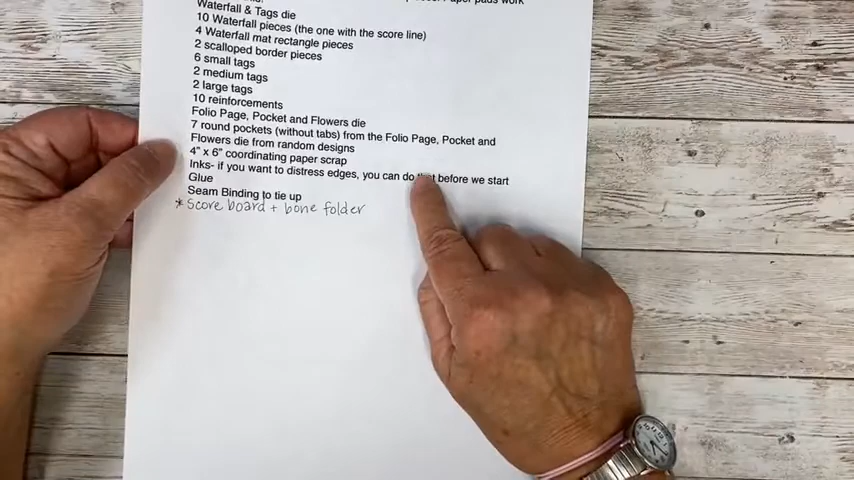 Paper pads work
Waterfall & Tags die
10 Waterfall pieces (the one with the score line)
4 Waterfall mat rectangle pieces
2 scalloped border pieces
6 small tags
2 medium tags
2 large tags
10 reinforcements
Folio Page, Pocket and Flowers die
7 round pockets (without tabs) from the Folio Page, Pocket and
Flowers die from random designs
4" x 6" coordinating paper scrap
Inks- if you want to distress edges, you can do that before we start
Glue
Seam Binding to tie up
*Score board + bone folder